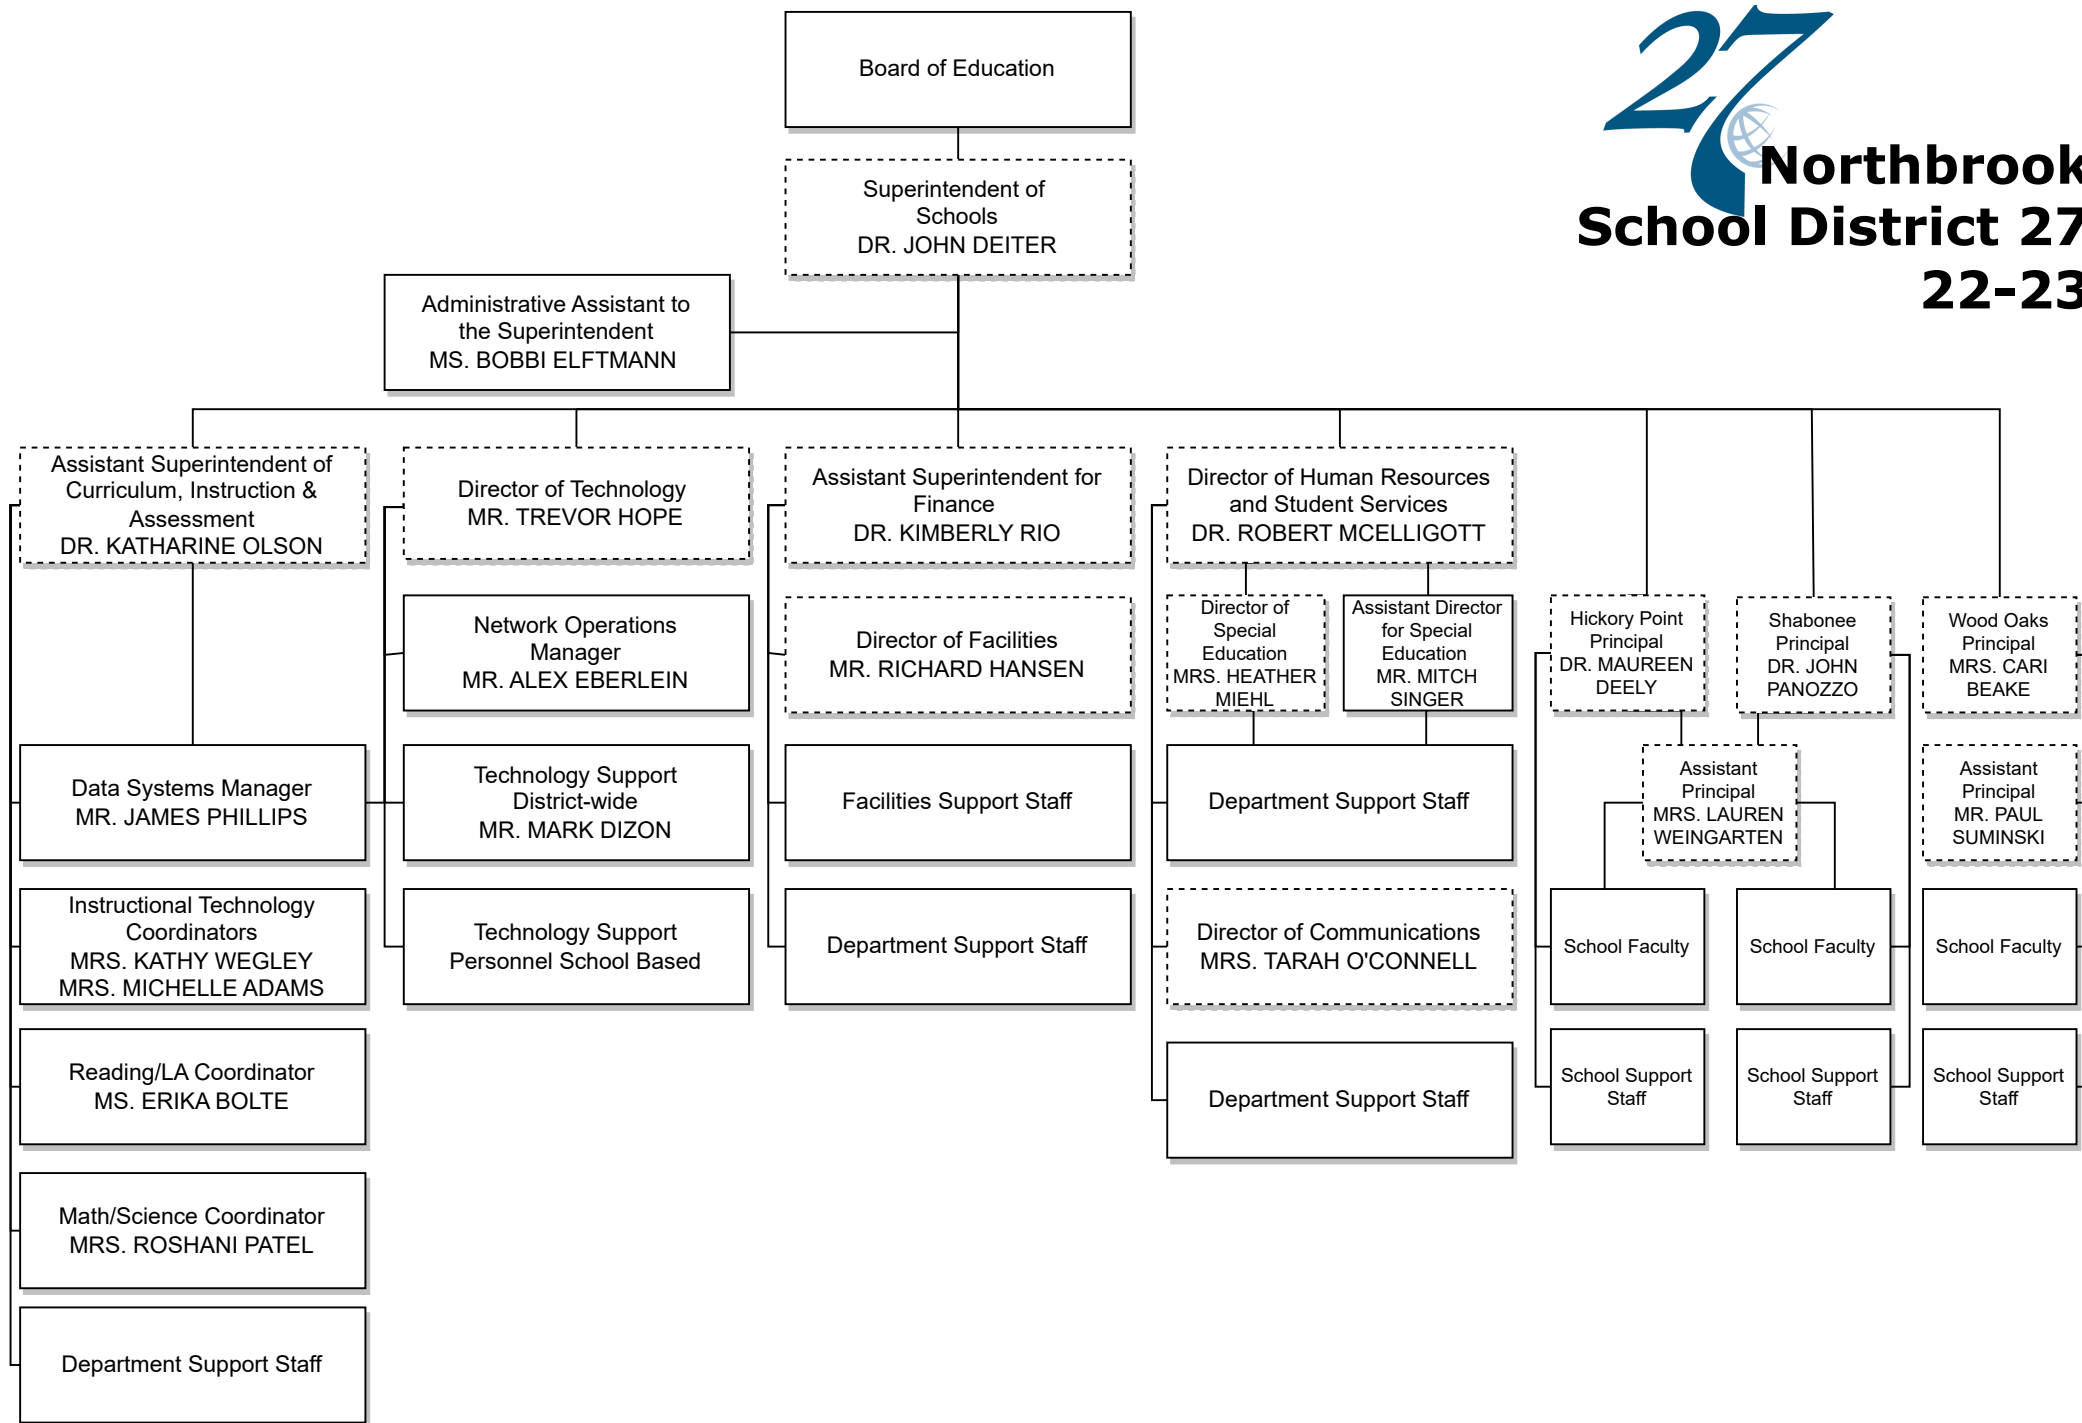 27
Northbrook
School District 27
22-23
Board of Education
Superintendent of
Schools
DR. JOHN DEITER
Administrative Assistant to
the Superintendent
MS. BOBBI ELFTMANN
Assistant Superintendent of
Curriculum, Instruction &
Assessment
DR. KATHARINE OLSON
Director of Technology
MR. TREVOR HOPE
Assistant Superintendent for
Finance
DR. KIMBERLY RIO
Director of Human Resources
and Student Services
DR. ROBERT MCELLIGOTT
Network Operations
Manager
MR. ALEX EBERLEIN
Director of Facilities
MR. RICHARD HANSEN
Director of
Special
Education
MRS. HEATHER
MIEHL
Assistant Director
for Special
Education
MR. MITCH
SINGER
Hickory Point
Principal
DR. MAUREEN
DEELY
Shabonee
Principal
DR. JOHN
PANOZZO
Wood Oaks
Principal
MRS. CARI
BEAKE
Data Systems Manager
MR. JAMES PHILLIPS
Technology Support
District-wide
MR. MARK DIZON
Facilities Support Staff
Department Support Staff
Assistant
Principal
MRS. LAUREN
WEINGARTEN
Assistant
Principal
MR. PAUL
SUMINSKI
Instructional Technology
Coordinators
MRS. KATHY WEGLEY
MRS. MICHELLE ADAMS
Technology Support
Personnel School Based
Department Support Staff
Director of Communications
MRS. TARAH O'CONNELL
School Faculty
School Faculty
School Faculty
Reading/LA Coordinator
MS. ERIKA BOLTE
Department Support Staff
School Support
Staff
School Support
Staff
School Support
Staff
Math/Science Coordinator
MRS. ROSHANI PATEL
Department Support Staff